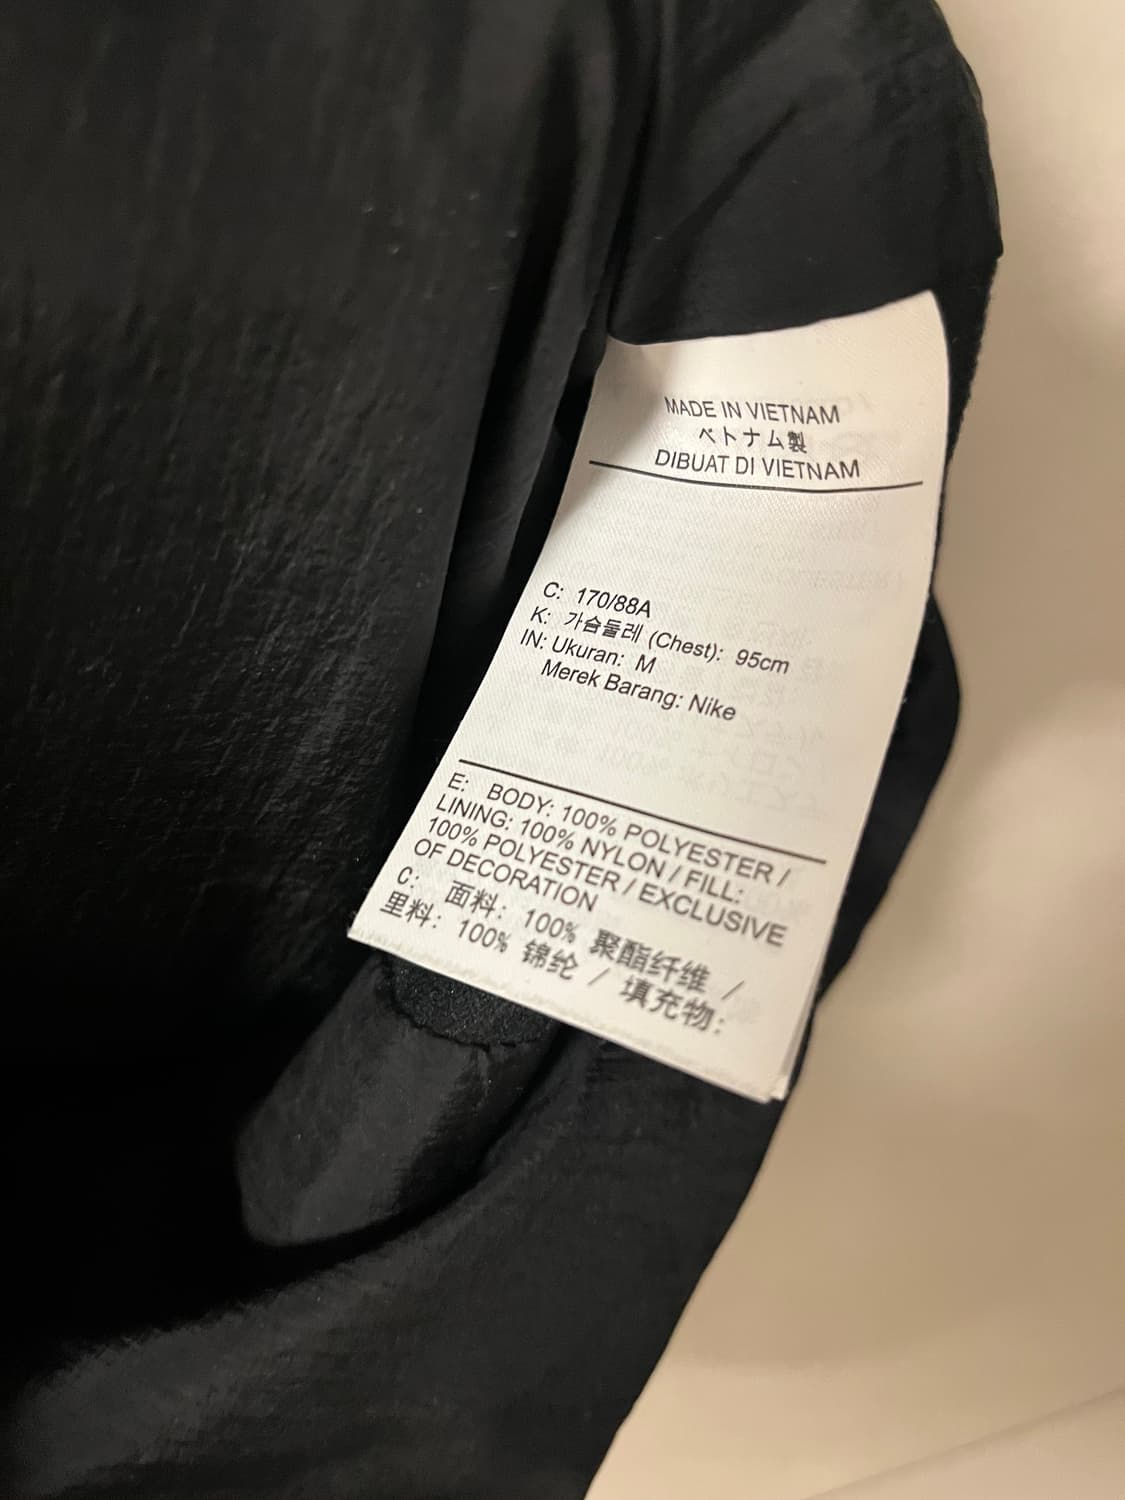 MADE IN VIETNAM
ベトナム製
DIBUAT DI VIETNAM
C: 170/88A
K: 가슴둘레 (Chest): 95cm
IN: Ukuran: M
Merek Barang: Nike
E: BODY: 100% POLYESTER /
LINING: 100% NYLON / FILL:
100% POLYESTER / EXCLUSIVE
OF DECORATION
C: 面料: 100% 聚酯纤维 /
里料: 100% 锦纶 / 填充物: